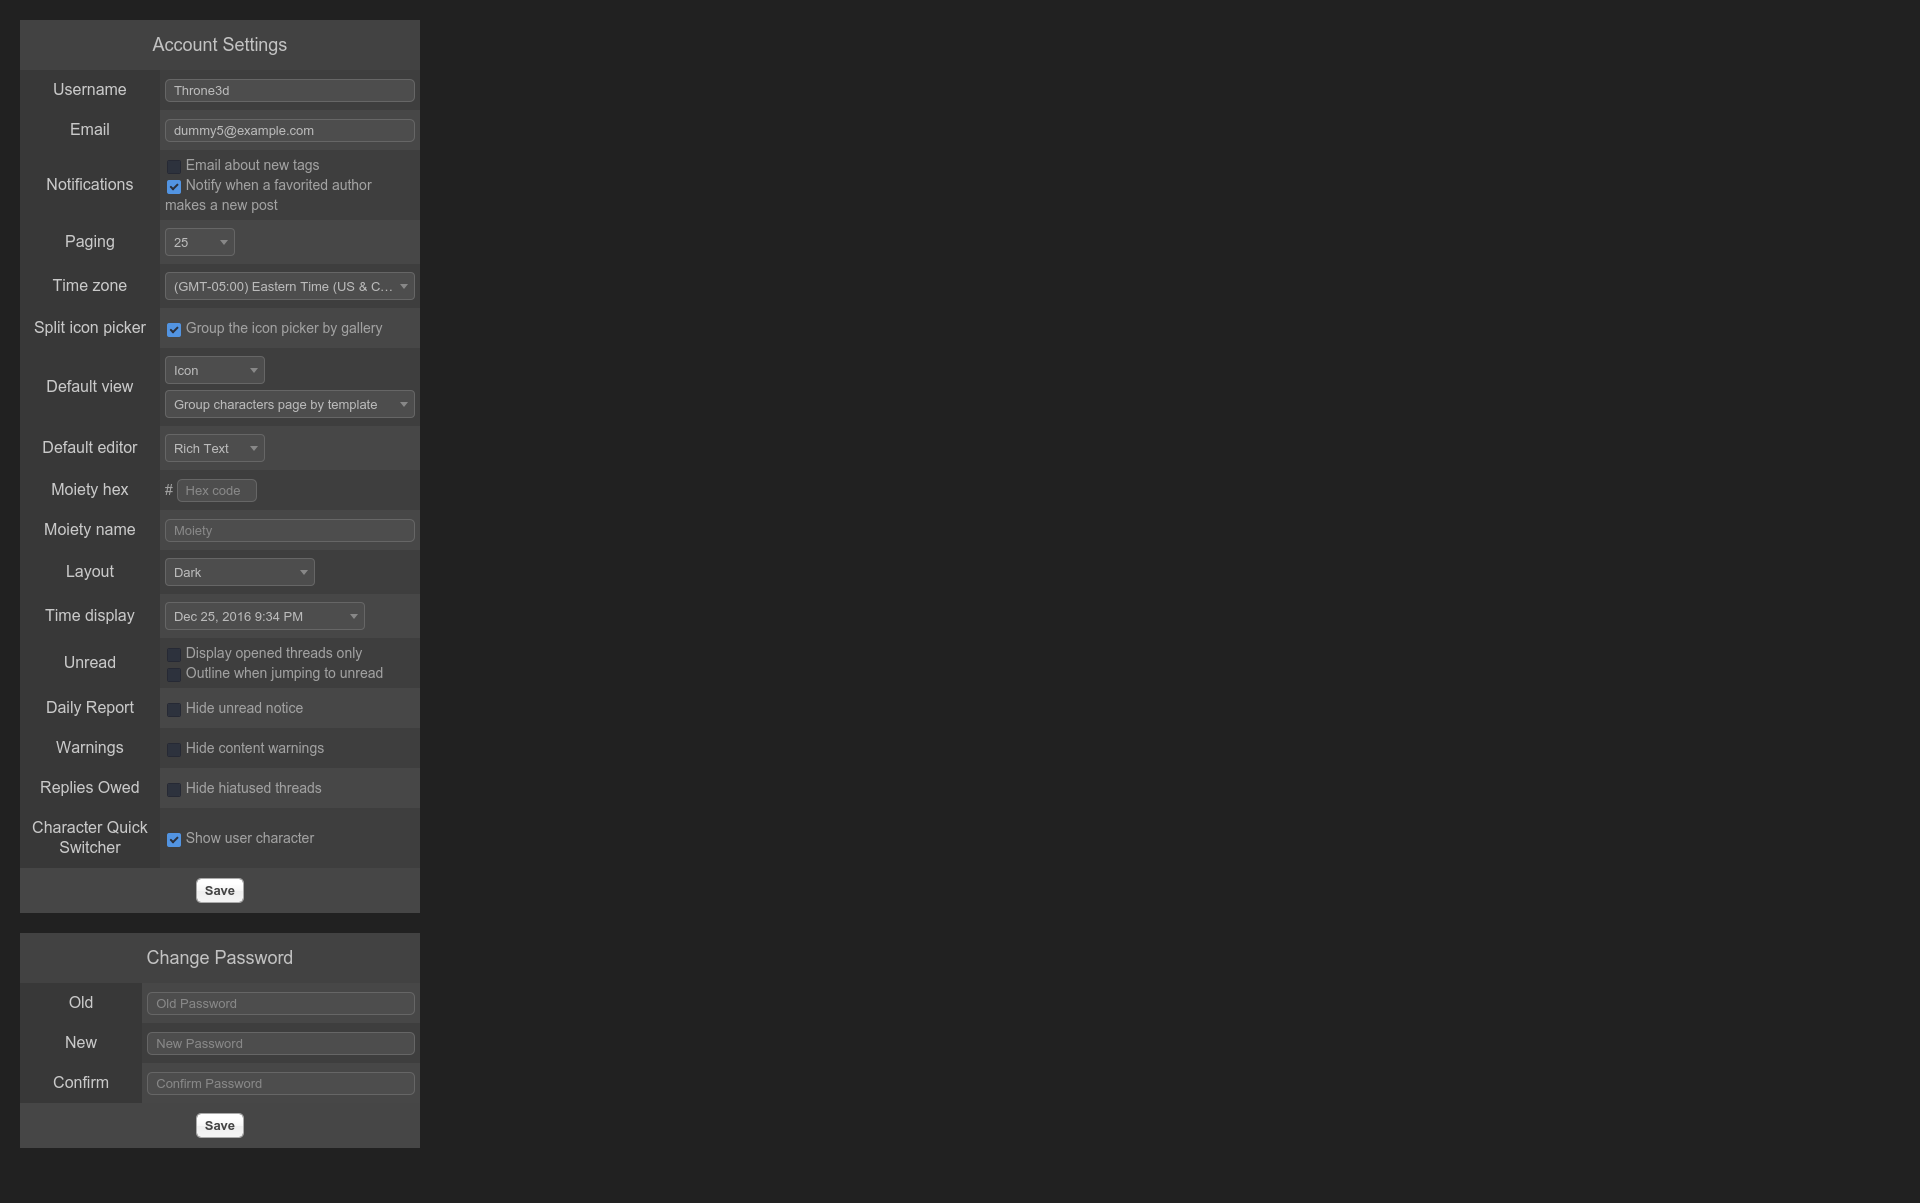 Account Settings
Username
Throne3d
Email
dummy5@example.com
Notifications
Email about new tags
Notify when a favorited author
makes a new post
Paging
25
Time zone
(GMT-05:00) Eastern Time (US & C...
Split icon picker
Group the icon picker by gallery
Default view
Icon
Group characters page by template
Default editor
Rich Text
Moiety hex
# Hex code
Moiety name
Moiety
Layout
Dark
Time display
Dec 25, 2016 9:34 PM
Unread
Display opened threads only
Outline when jumping to unread
Daily Report
Hide unread notice
Warnings
Hide content warnings
Replies Owed
Hide hiatused threads
Character Quick
Switcher
Show user character
Save
Change Password
Old
Old Password
New
New Password
Confirm
Confirm Password
Save